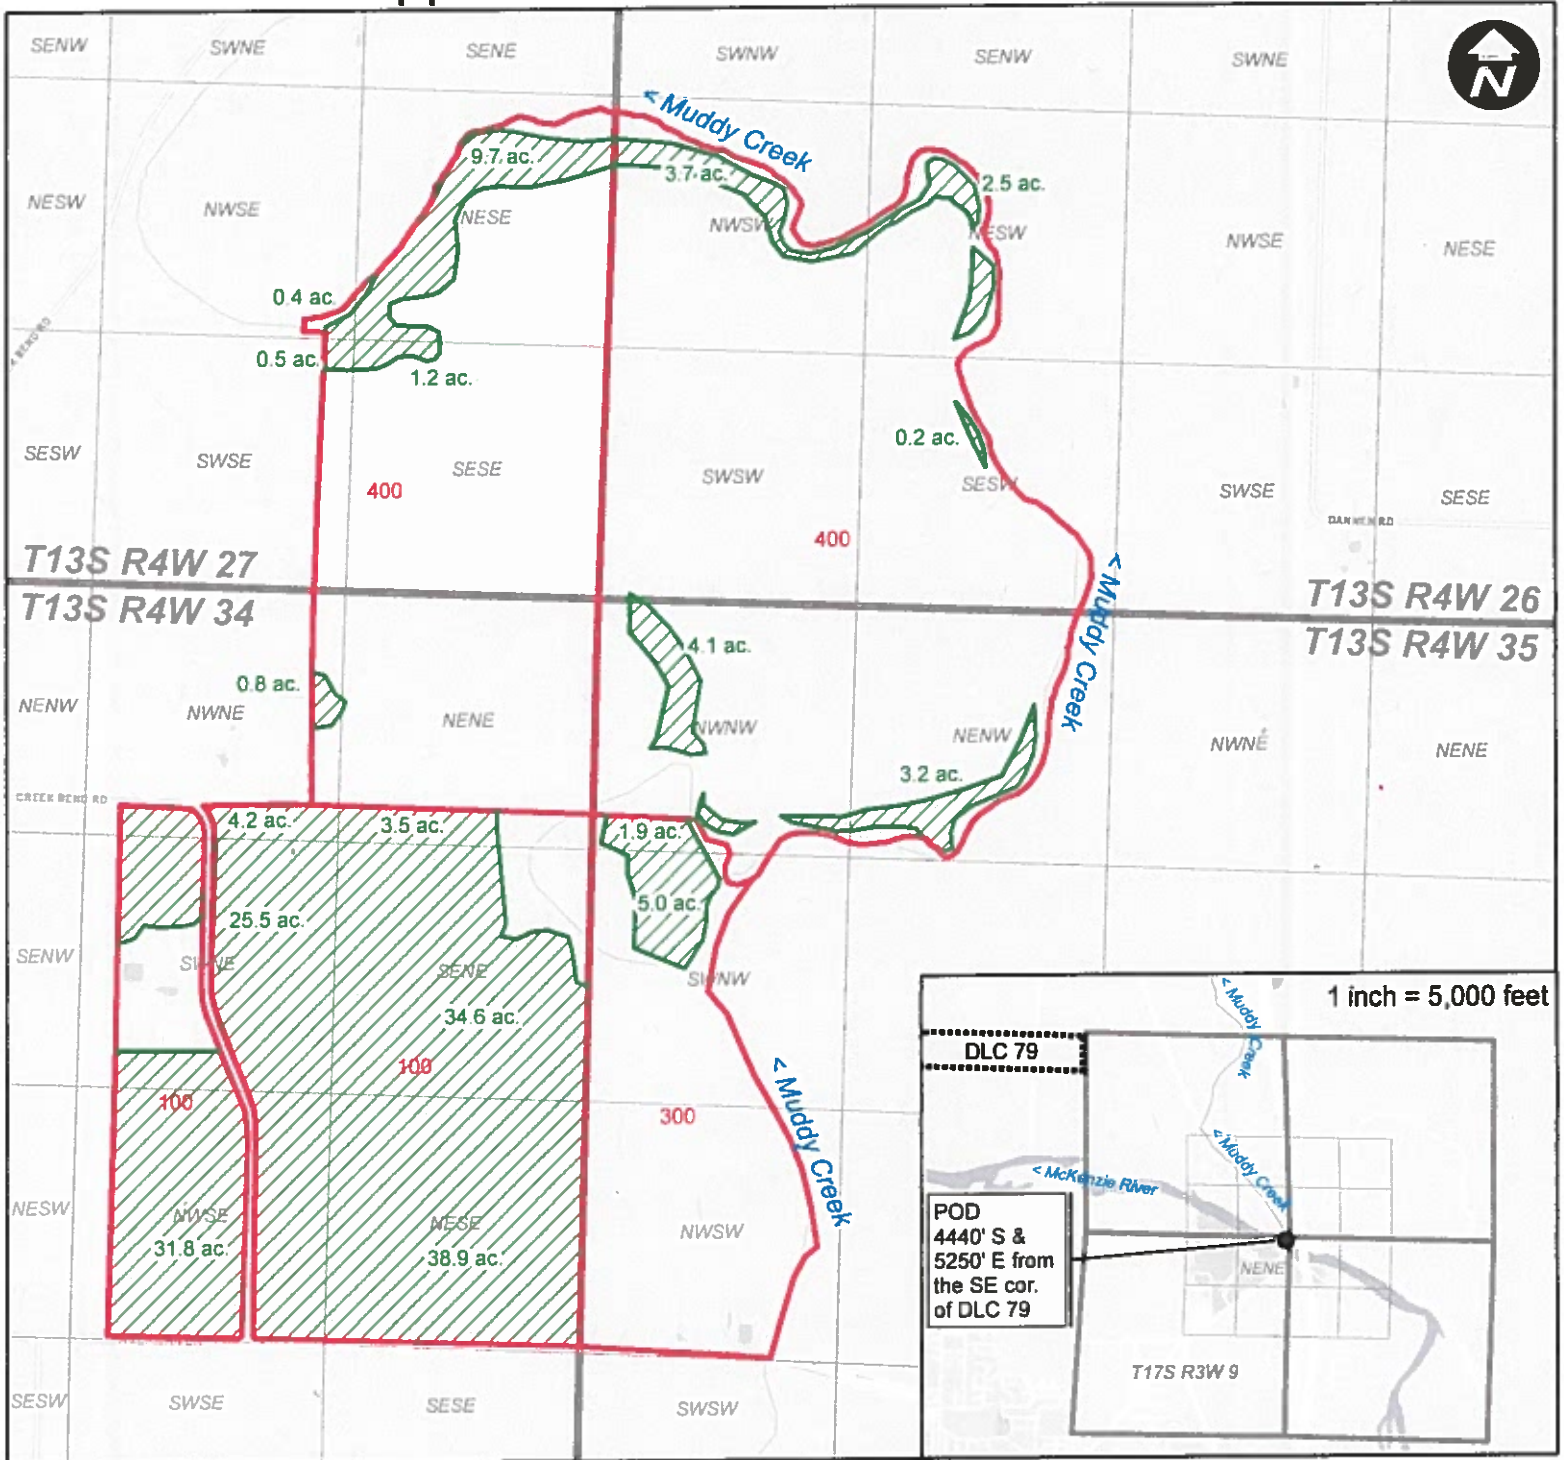 SENW SWNE SENE SWNW SENW SWNE
N
< Muddy Creek
9.7 ac.
3.7 ac.
2.5 ac.
NESW NWSE NESE NWSW NESW NWSE NESE
0.4 ac.
0.5 ac.
1.2 ac.
0.2 ac.
SESW SWSE SESE SWSW SESW SWSE SESE
400
400
DANNEN RD
T13S R4W 27
T13S R4W 26
T13S R4W 34
T13S R4W 35
< Muddy Creek
4.1 ac.
0.8 ac.
NENW NWNE NENE NWNW NENW NWNE NENE
3.2 ac.
CREEK BEND RD
4.2 ac.
3.5 ac.
1.9 ac.
25.5 ac.
5.0 ac.
SENW SWNE SENE SWNW
34.6 ac.
100
100
300
< Muddy Creek
NESW NWSE NESE NWSW
31.8 ac.
38.9 ac.
SESW SWSE SESE SWSW
1 inch = 5,000 feet
< Muddy Creek
DLC 79
< Muddy Creek
< McKenzie River
POD
4440' S &
5250' E from
the SE cor.
of DLC 79
NENE
T17S R3W 9